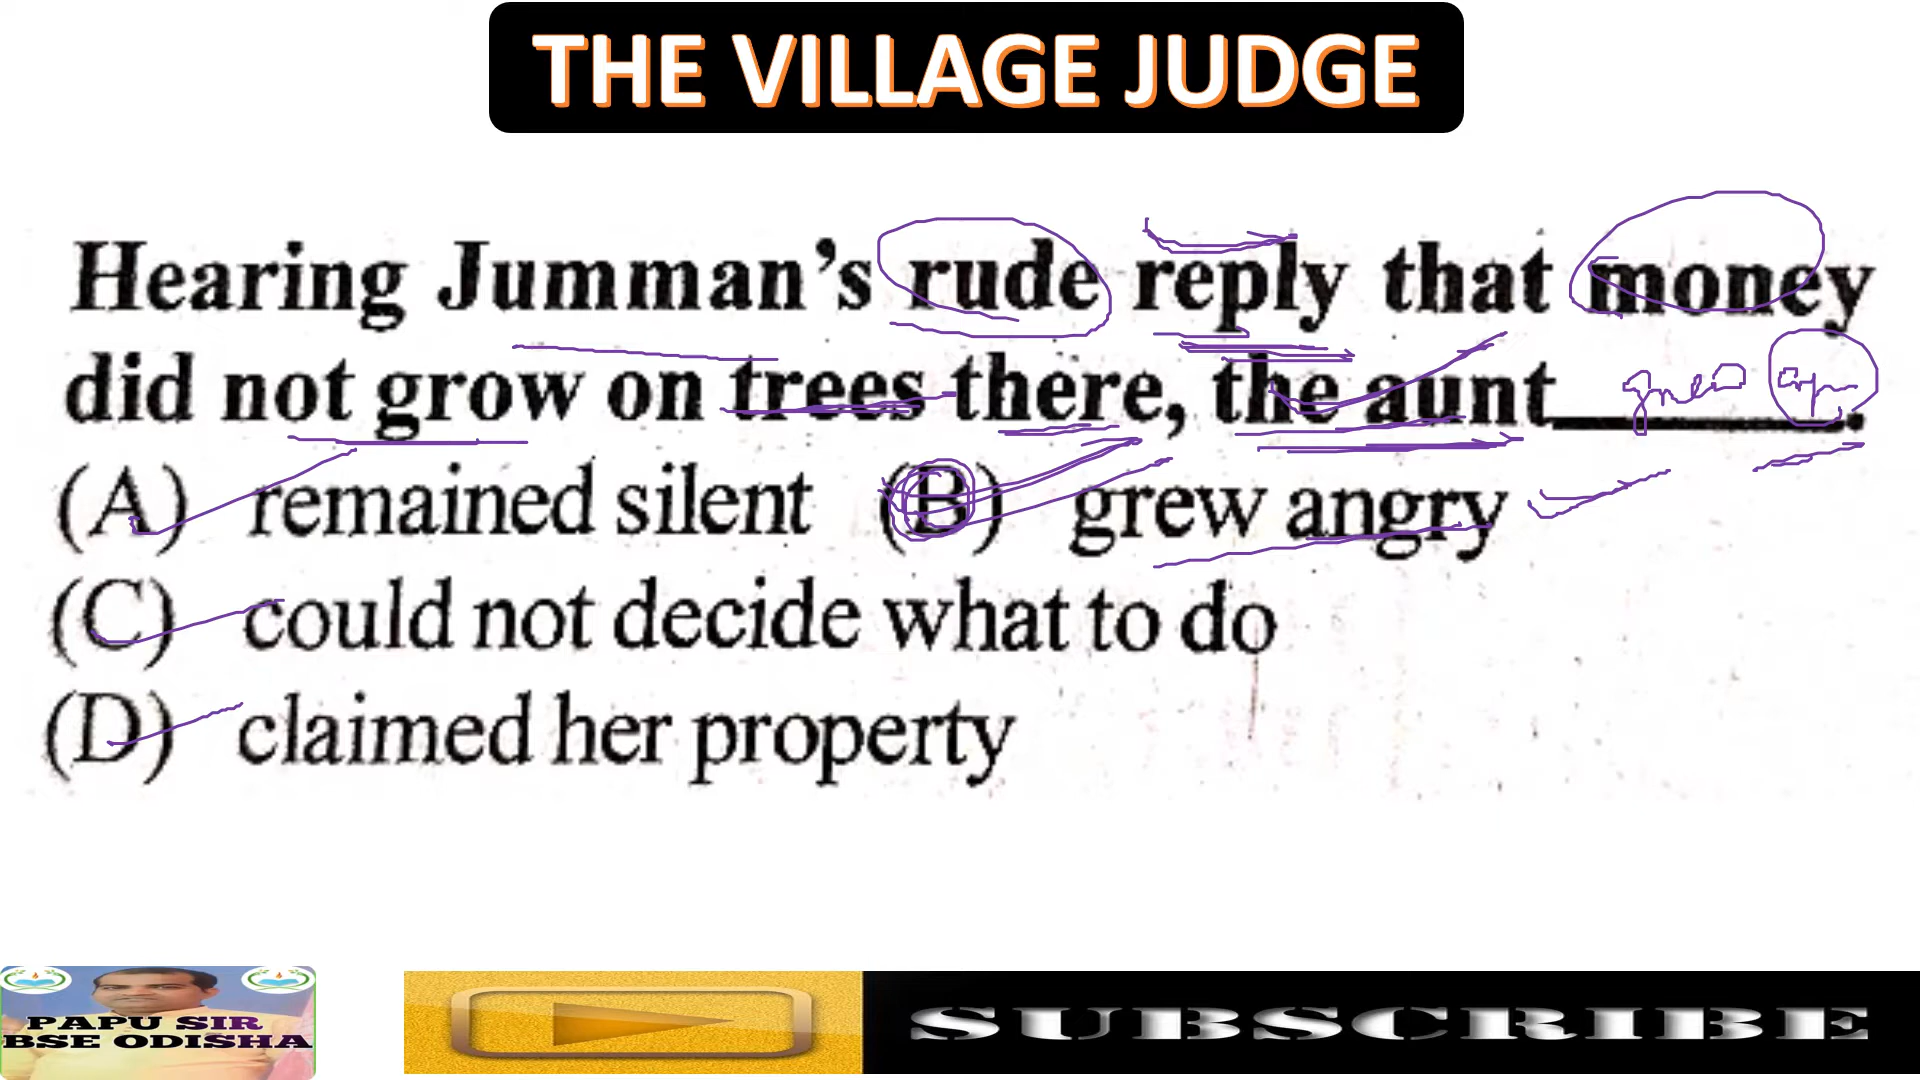 THE VILLAGE JUDGE
Hearing Jumman’s rude reply that money
did not grow on trees there, the aunt__________.
(A) remained silent (B) grew angry
(C) could not decide what to do
(D) claimed her property
PAPU SIR
BSE ODISHA
SUBSCRIBE